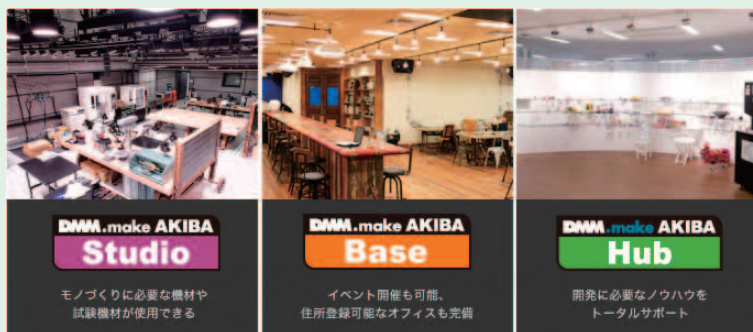 DMM.make AKIBA
Studio
モノづくりに必要な機材や
試験機材が使用できる
DMM.make AKIBA
Base
イベント開催も可能、
住所登録可能なオフィスも完備
DMM.make AKIBA
Hub
開発に必要なノウハウを
トータルサポート